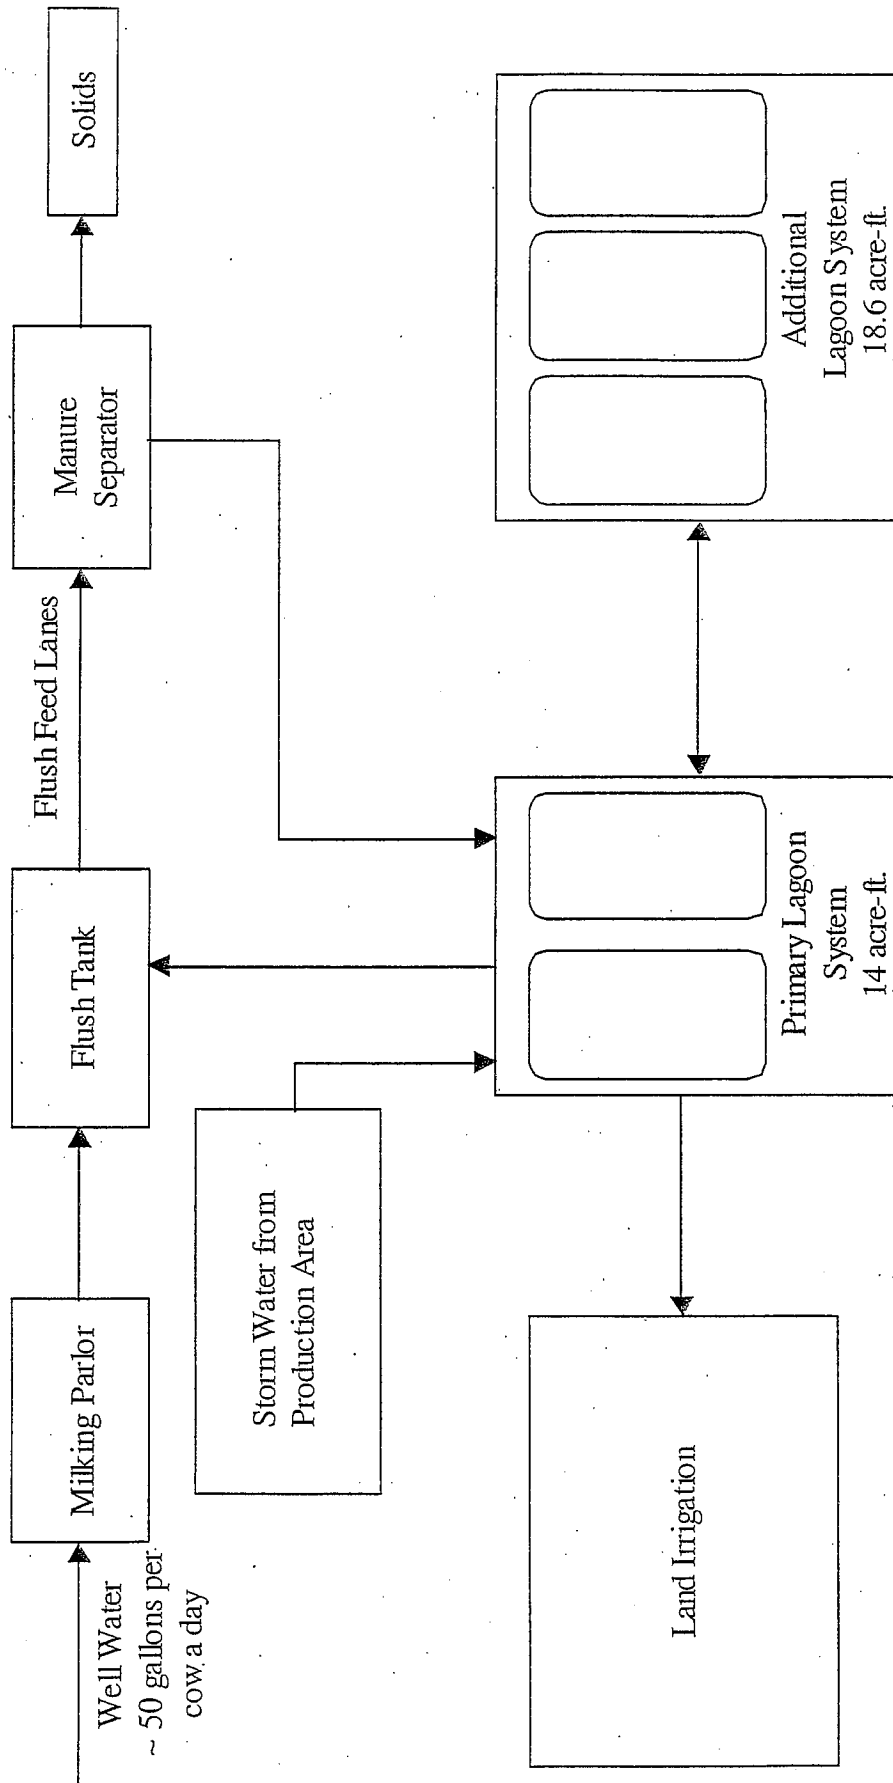 Well Water
~ 50 gallons per
cow a day
Milking Parlor
Flush Tank
Flush Feed Lanes
Manure
Separator
Solids
Storm Water from
Production Area
Land Irrigation
Primary Lagoon
System
14 acre-ft.
Additional
Lagoon System
18.6 acre-ft.